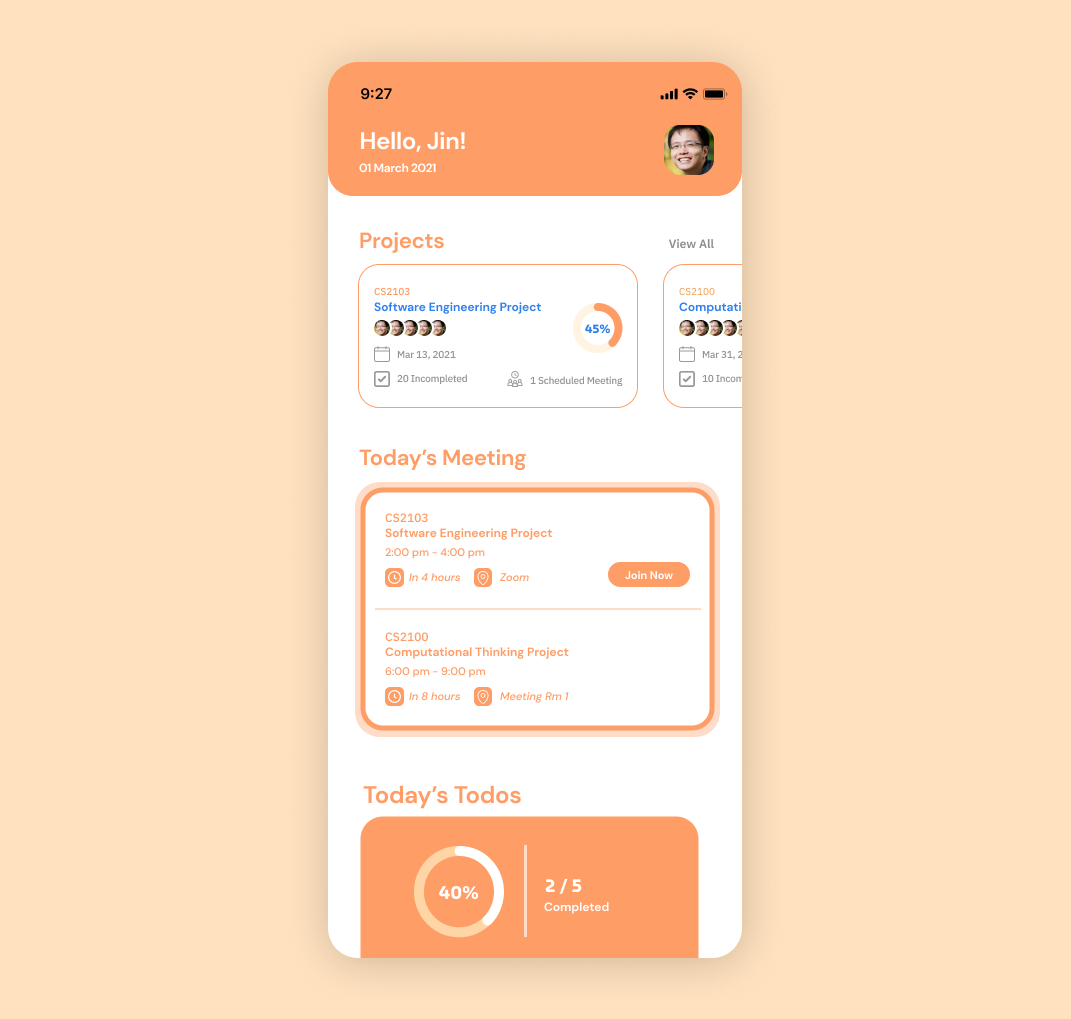 9:27
Hello, Jin!
01 March 2021
Projects
View All
CS2103
Software Engineering Project
45%
Mar 13, 2021
20 Incompleted
1 Scheduled Meeting
CS2100
Computati
Mar 31, 2
10 Incom
Today’s Meeting
CS2103
Software Engineering Project
2:00 pm - 4:00 pm
In 4 hours
Zoom
Join Now
CS2100
Computational Thinking Project
6:00 pm - 9:00 pm
In 8 hours
Meeting Rm 1
Today’s Todos
40%
2 / 5
Completed